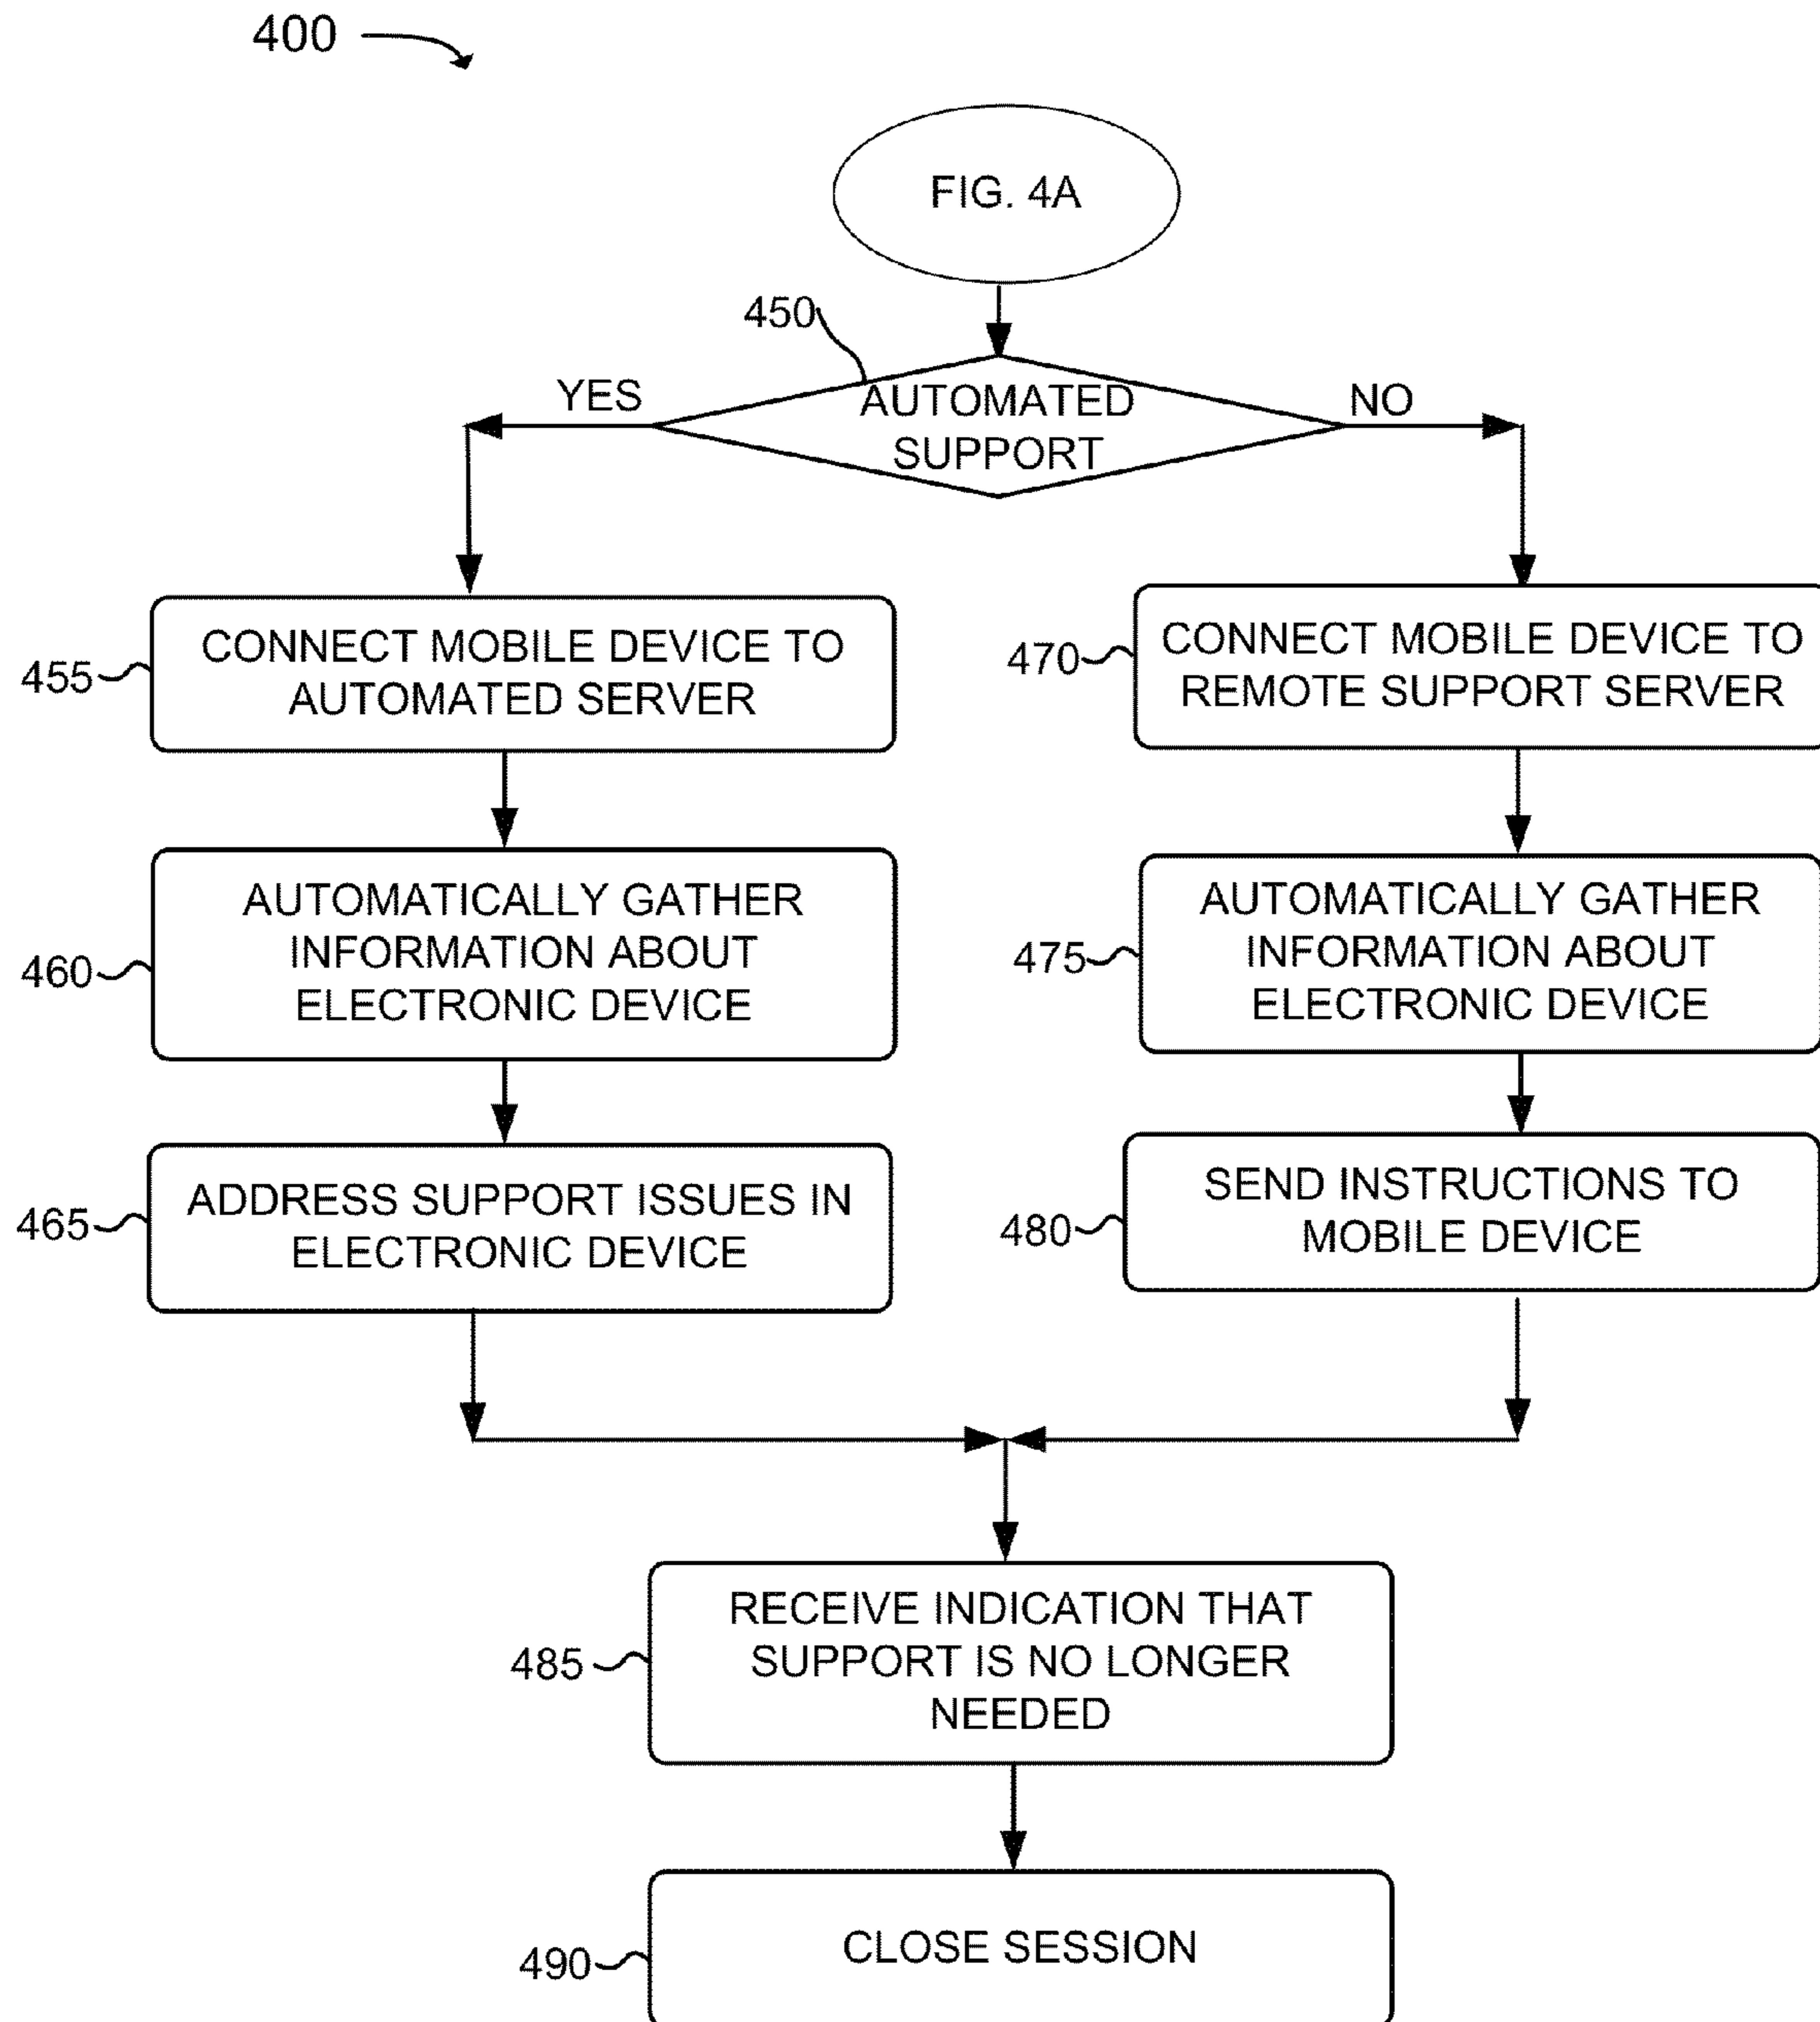 400
FIG. 4A
450
YES
AUTOMATED
SUPPORT
NO
455
CONNECT MOBILE DEVICE TO
AUTOMATED SERVER
470
CONNECT MOBILE DEVICE TO
REMOTE SUPPORT SERVER
460
AUTOMATICALLY GATHER
INFORMATION ABOUT
ELECTRONIC DEVICE
475
AUTOMATICALLY GATHER
INFORMATION ABOUT
ELECTRONIC DEVICE
465
ADDRESS SUPPORT ISSUES IN
ELECTRONIC DEVICE
480
SEND INSTRUCTIONS TO
MOBILE DEVICE
485
RECEIVE INDICATION THAT
SUPPORT IS NO LONGER
NEEDED
490
CLOSE SESSION